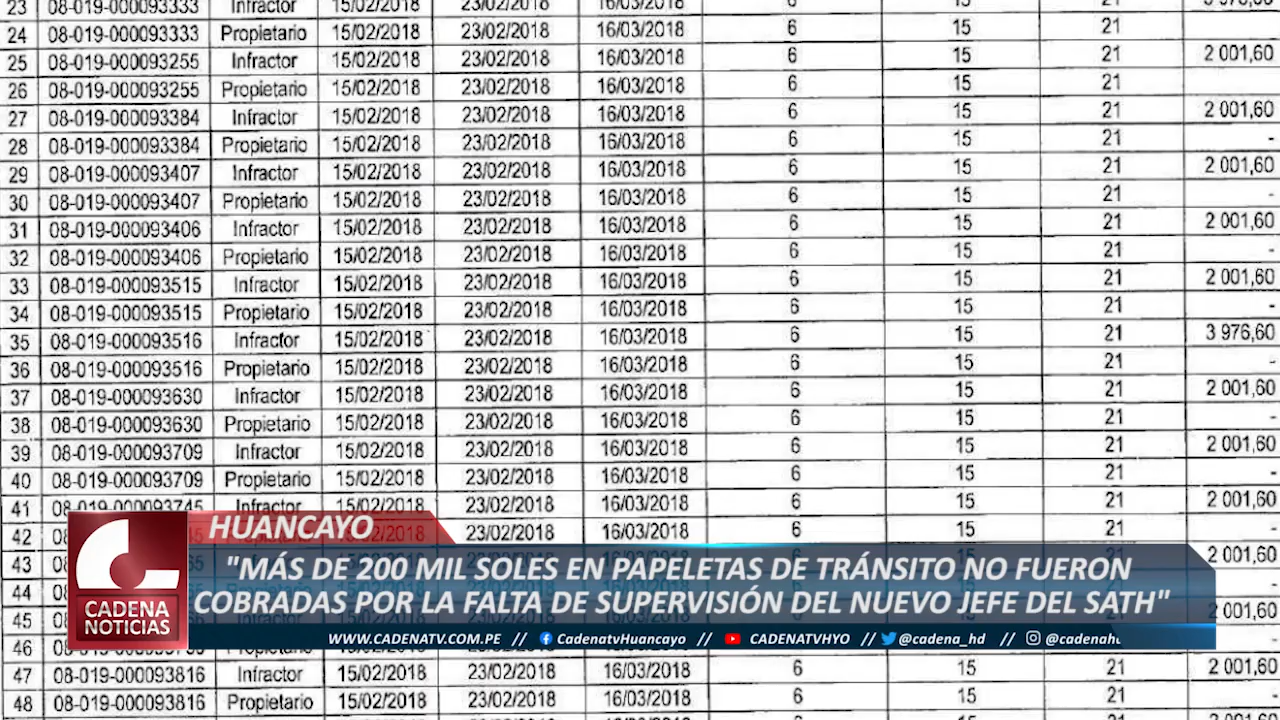 23 08-019-000093333 Infractor 15/02/2018 23/02/2018 16/03/2018 6 15 21 3 976,60
24 08-019-000093333 Propietario 15/02/2018 23/02/2018 16/03/2018 6 15 21
25 08-019-000093255 Infractor 15/02/2018 23/02/2018 16/03/2018 6 15 21 2 001,60
26 08-019-000093255 Propietario 15/02/2018 23/02/2018 16/03/2018 6 15 21 -
27 08-019-000093384 Infractor 15/02/2018 23/02/2018 16/03/2018 6 15 21 2 001,60
28 08-019-000093384 Propietario 15/02/2018 23/02/2018 16/03/2018 6 15 21 -
29 08-019-000093407 Infractor 15/02/2018 23/02/2018 16/03/2018 6 15 21 2 001,60
30 08-019-000093407 Propietario 15/02/2018 23/02/2018 16/03/2018 6 15 21 -
31 08-019-000093406 Infractor 15/02/2018 23/02/2018 16/03/2018 6 15 21 2 001,60
32 08-019-000093406 Propietario 15/02/2018 23/02/2018 16/03/2018 6 15 21 -
33 08-019-000093515 Infractor 15/02/2018 23/02/2018 16/03/2018 6 15 21 2 001,60
34 08-019-000093515 Propietario 15/02/2018 23/02/2018 16/03/2018 6 15 21 -
35 08-019-000093516 Infractor 15/02/2018 23/02/2018 16/03/2018 6 15 21 3 976,60
36 08-019-000093516 Propietario 15/02/2018 23/02/2018 16/03/2018 6 15 21 -
37 08-019-000093630 Infractor 15/02/2018 23/02/2018 16/03/2018 6 15 21 2 001,60
38 08-019-000093630 Propietario 15/02/2018 23/02/2018 16/03/2018 6 15 21 -
39 08-019-000093709 Infractor 15/02/2018 23/02/2018 16/03/2018 6 15 21 2 001,60
40 08-019-000093709 Propietario 15/02/2018 23/02/2018 16/03/2018 6 15 21 -
41 08-019-000093745 Infractor 15/02/2018 23/02/2018 16/03/2018 6 15 21 2 001,60
42 15/02/2018 23/02/2018 16/03/2018 6 15 21 -
43 2 001,60
44 -
45 2 001,60
46 -
HUANCAYO
"MÁS DE 200 MIL SOLES EN PAPELETAS DE TRÁNSITO NO FUERON
COBRADAS POR LA FALTA DE SUPERVISIÓN DEL NUEVO JEFE DEL SATH"
CADENA
NOTICIAS
WWW.CADENATV.COM.PE // CadenatvHuancayo // CADENATVHYO // @cadena_hd // @cadenahu
47 08-019-000093816 Infractor 15/02/2018 23/02/2018 16/03/2018 6 15 21 2 001,60
48 08-019-000093816 Propietario 15/02/2018 23/02/2018 16/03/2018 6 15 21 -